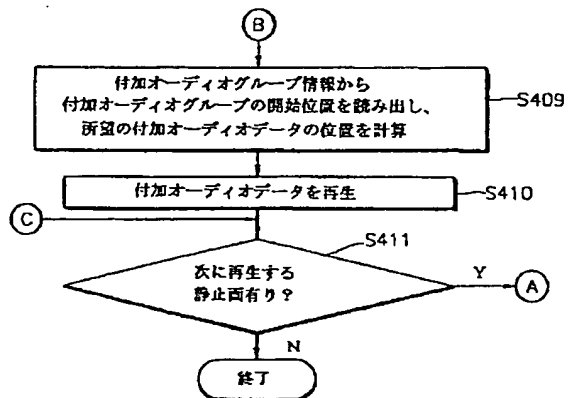 B
付加オーディオグループ情報から
付加オーディオグループの開始位置を読み出し、
所望の付加オーディオデータの位置を計算
S409
付加オーディオデータを再生
S410
C
S411
次に再生する
静止画有り?
Y
A
N
終了